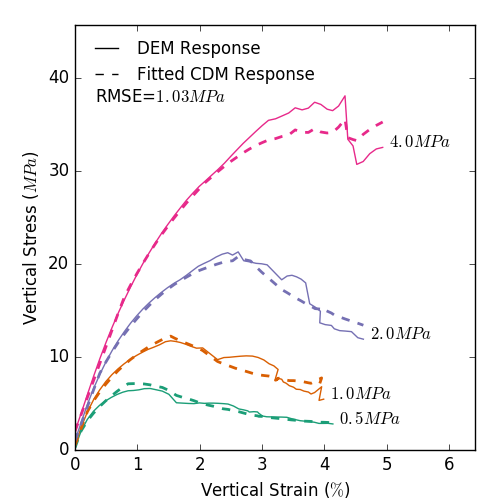 DEM Response
Fitted CDM Response
RMSE=1.03MPa
40
30
20
10
0
Vertical Stress (MPa)
4.0MPa
2.0MPa
1.0MPa
0.5MPa
0 1 2 3 4 5 6
Vertical Strain (%)